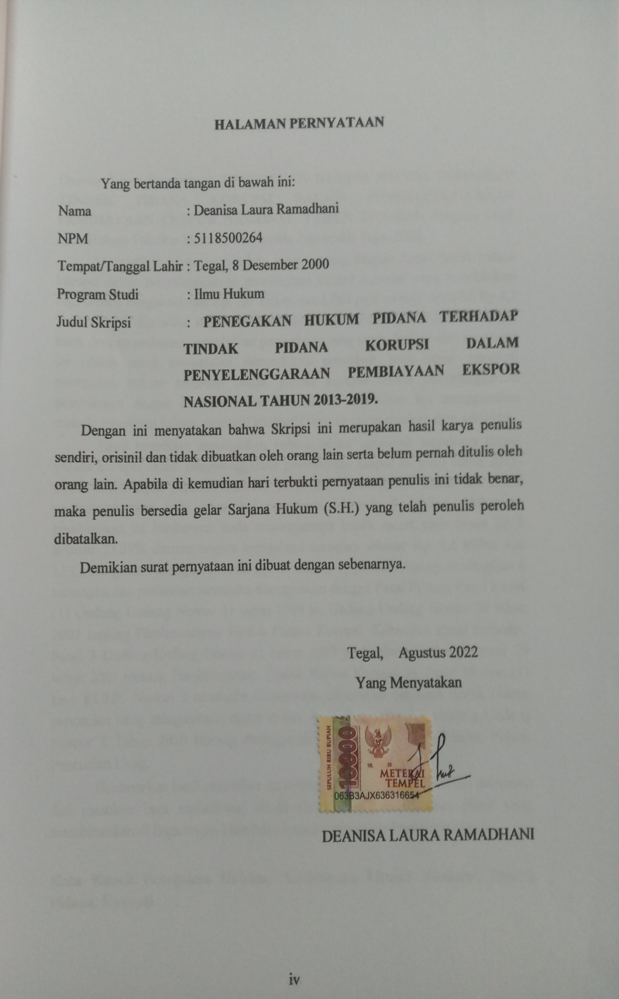 HALAMAN PERNYATAAN
Yang bertanda tangan di bawah ini:
Nama : Deanisa Laura Ramadhani
NPM : 5118500264
Tempat/Tanggal Lahir : Tegal, 8 Desember 2000
Program Studi : Ilmu Hukum
Judul Skripsi : PENEGAKAN HUKUM PIDANA TERHADAP
TINDAK PIDANA KORUPSI DALAM
PENYELENGGARAAN PEMBIAYAAN EKSPOR
NASIONAL TAHUN 2013-2019.
Dengan ini menyatakan bahwa Skripsi ini merupakan hasil karya penulis
sendiri, orisinil dan tidak dibuatkan oleh orang lain serta belum pernah ditulis oleh
orang lain. Apabila di kemudian hari terbukti pernyataan penulis ini tidak benar,
maka penulis bersedia gelar Sarjana Hukum (S.H.) yang telah penulis peroleh
dibatalkan.
Demikian surat pernyataan ini dibuat dengan sebenarnya.
Tegal, Agustus 2022
Yang Menyatakan
SEPULUH RIBU RUPIAH
10000
TGL. 20
METERAI
TEMPEL
063B3AJX636316654
DEANISA LAURA RAMADHANI
iv